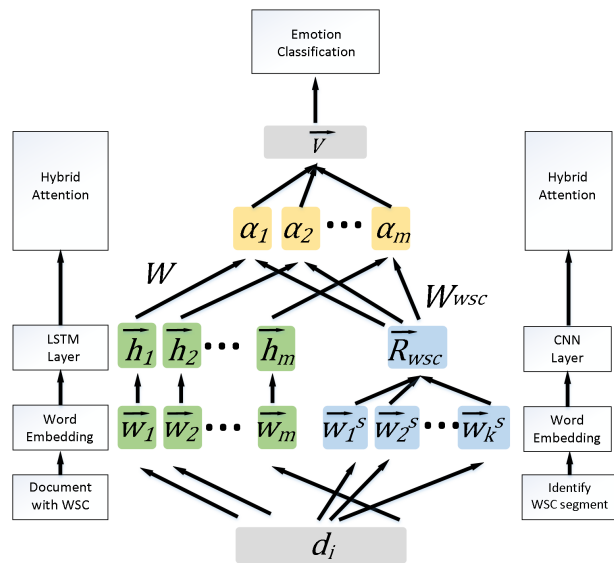 Emotion
Classification
V
Hybrid
Attention
Hybrid
Attention
α1 α2 ••• αm
W
Wwsc
LSTM
Layer
h1 h2 ••• hm
Rwsc
CNN
Layer
Word
Embedding
w1 w2 ••• wm
w1s w2s ••• wks
Word
Embedding
Document
with WSC
di
Identify
WSC segment